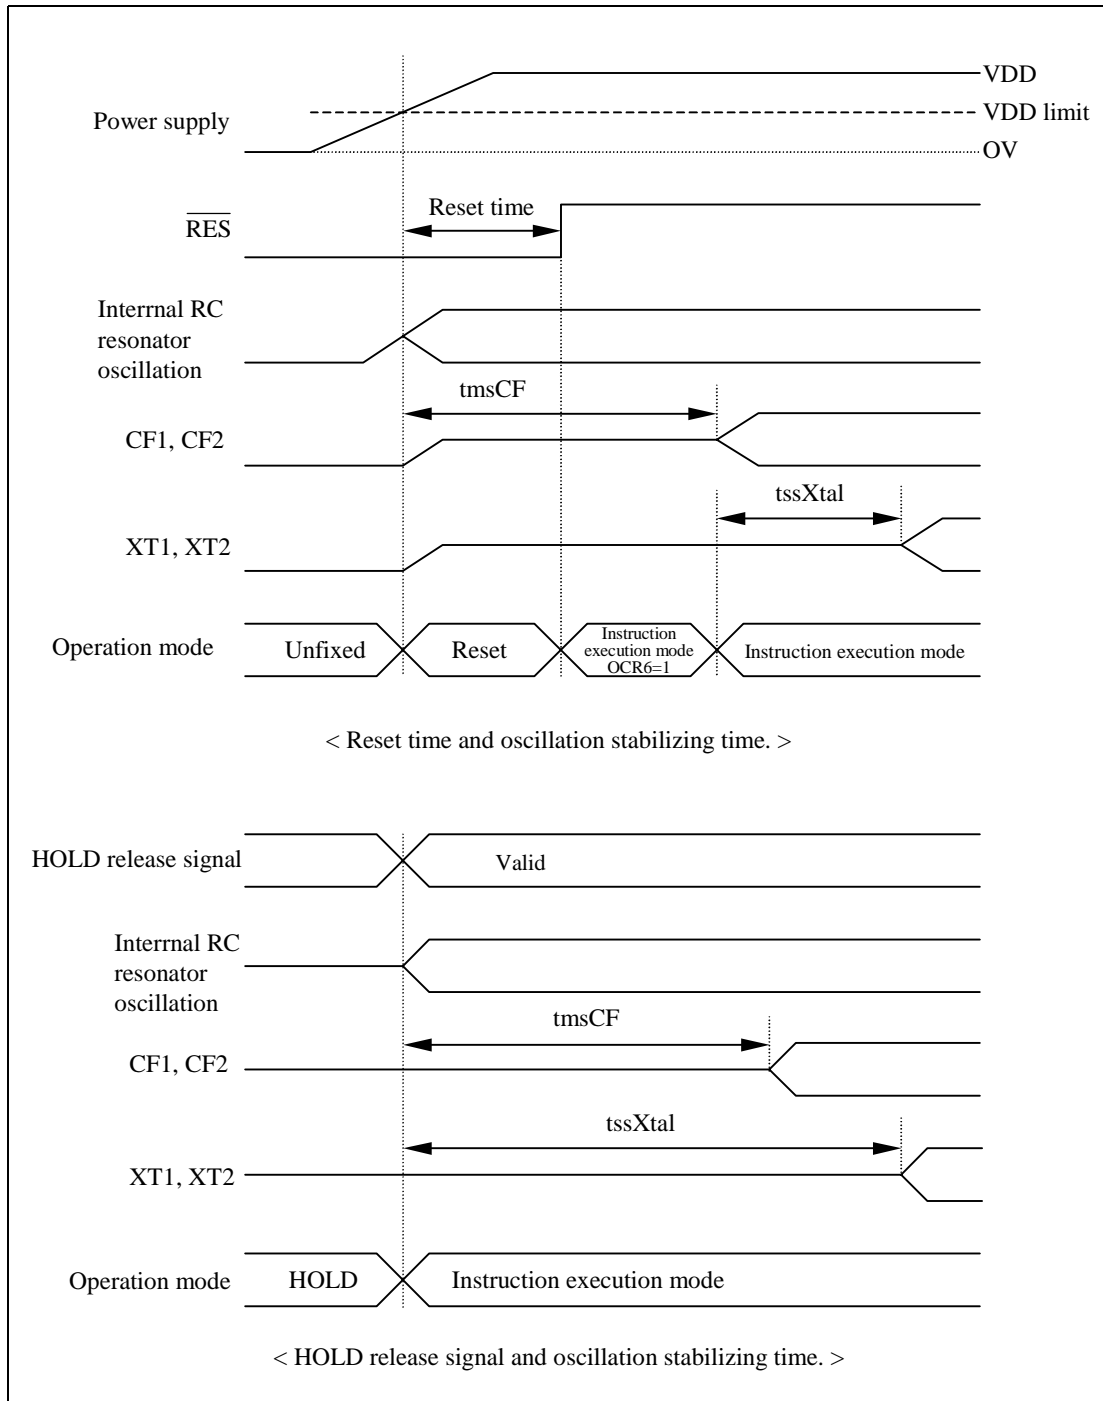 VDD
Power supply
VDD limit
OV
Reset time
RES
Interrnal RC
resonator
oscillation
tmsCF
CF1, CF2
tssXtal
XT1, XT2
Operation mode
Unfixed
Reset
Instruction
execution mode
OCR6=1
Instruction execution mode
< Reset time and oscillation stabilizing time. >
HOLD release signal
Valid
Interrnal RC
resonator
oscillation
tmsCF
CF1, CF2
tssXtal
XT1, XT2
Operation mode
HOLD
Instruction execution mode
< HOLD release signal and oscillation stabilizing time. >